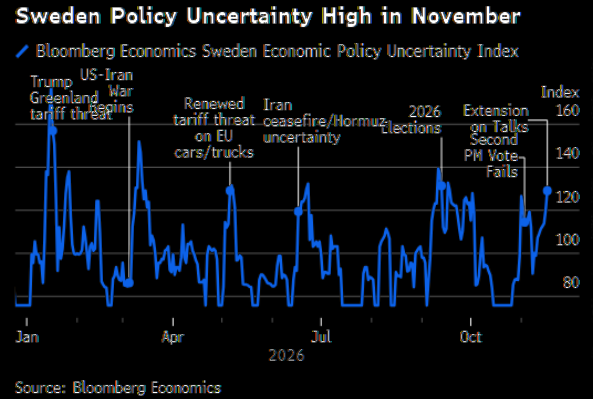 Sweden Policy Uncertainty High in November
Bloomberg Economics Sweden Economic Policy Uncertainty Index
Trump
Greenland
tariff threat
US-Iran
War
begins
Renewed
tariff threat
on EU
cars/trucks
Iran
ceasefire/Hormuz
uncertainty
2026
Elections
Extension
on Talks
Second
PM Vote
Fails
Index
160
140
120
100
80
Jan
Apr
Jul
Oct
2026
Source: Bloomberg Economics